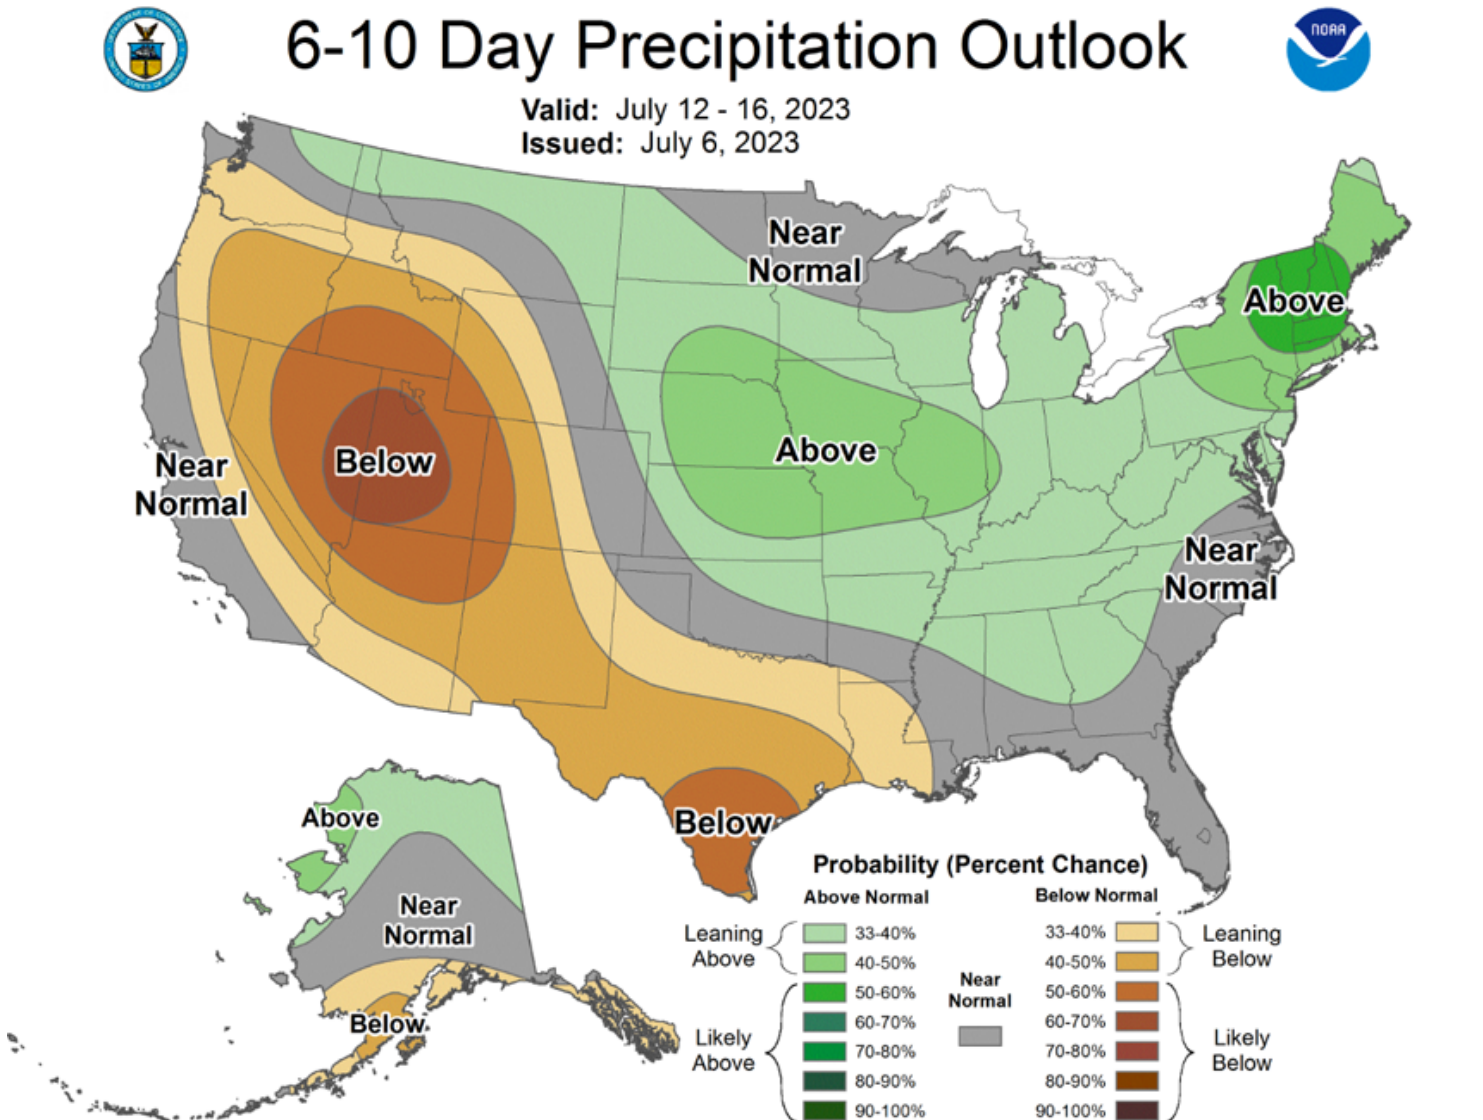 6-10 Day Precipitation Outlook
NOAA
Valid: July 12 - 16, 2023
Issued: July 6, 2023
Near
Normal
Above
Above
Below
Near
Normal
Near
Normal
Below
Above
Near
Normal
Below
Probability (Percent Chance)
Above Normal
Below Normal
Leaning
Above
33-40%
40-50%
Likely
Above
50-60%
60-70%
70-80%
80-90%
90-100%
Near
Normal
33-40%
40-50%
Leaning
Below
50-60%
60-70%
70-80%
80-90%
90-100%
Likely
Below